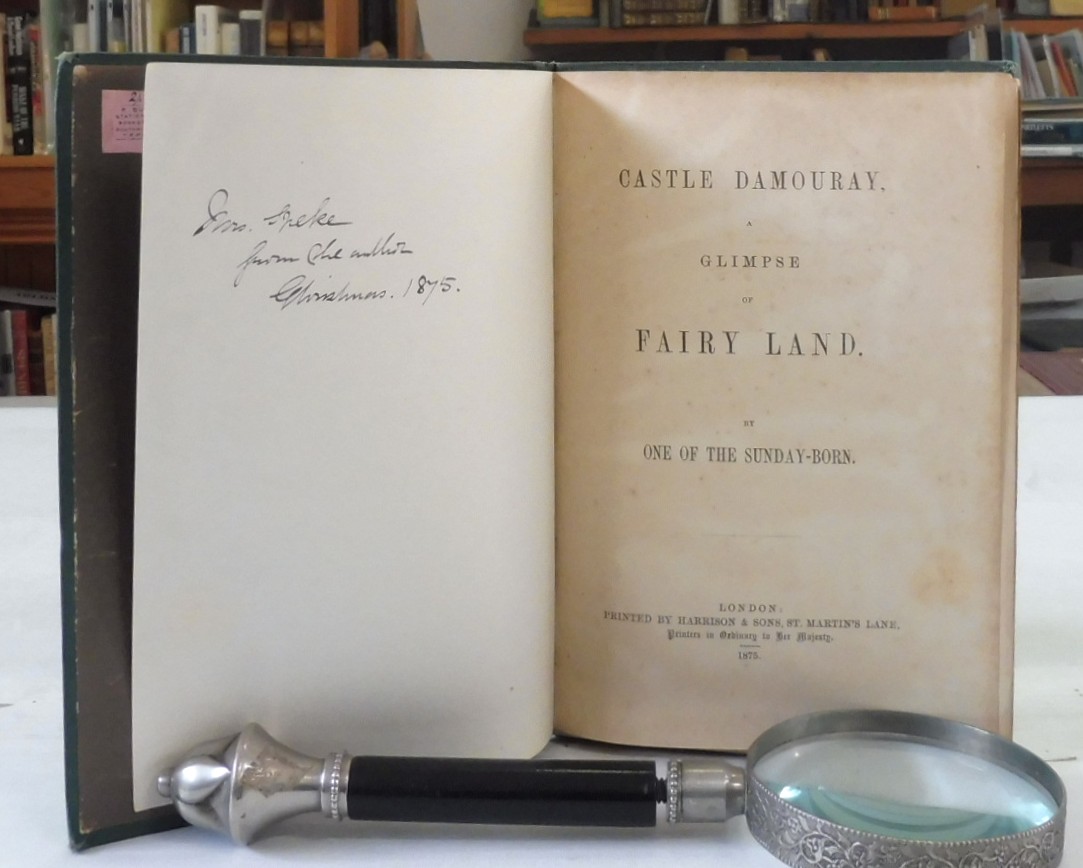 Mrs. Speke
from the author
Christmas. 1875.
CASTLE DAMOURAY,
A
GLIMPSE
OF
FAIRY LAND.
BY
ONE OF THE SUNDAY-BORN.
LONDON:
PRINTED BY HARRISON & SONS, ST. MARTIN'S LANE,
Printers in Ordinary to Her Majesty.
1875.